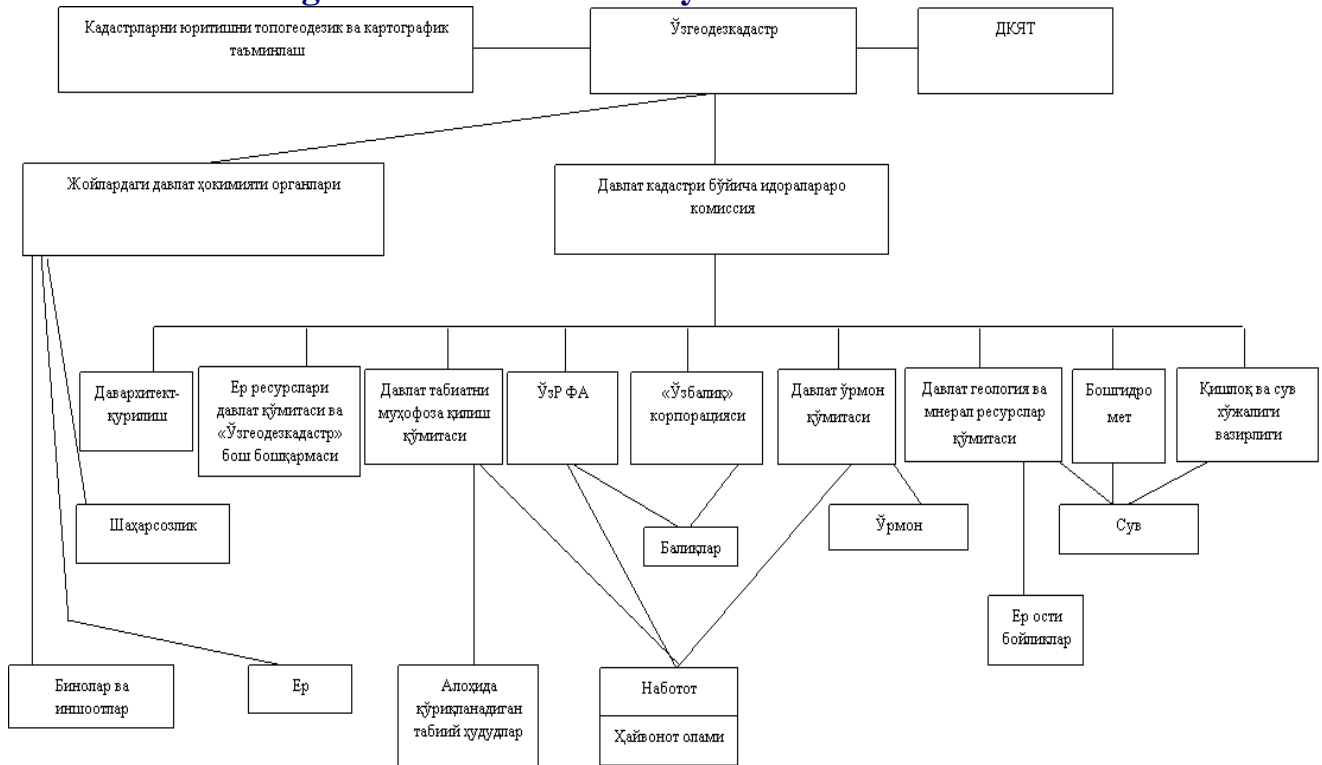 Кадастрларни юритишни топогеодезик ва картографик
таъминлаш
Ўзгеодезкадастр
ДКЯТ
Жойлардаги давлат ҳокимияти органлари
Давлат кадастри бўйича идоралараро
комиссия
Давархитект-
қурилиш
Ер ресурслари
давлат қўмитаси ва
«Ўзгеодезкадастр»
бош бошқармаси
Давлат табиатни
муҳофоза қилиш
қўмитаси
ЎзР ФА
«Ўзбалиқ»
корпорацияси
Давлат ўрмон
қўмитаси
Давлат геология ва
мнерал ресурслар
қўмитаси
Бошгидро
мет
Қишлоқ ва сув
хўжалиги
вазирлиги
Шаҳарсозлик
Балиқлар
Ўрмон
Сув
Ер ости
бойликлар
Бинолар ва
иншоотлар
Ер
Алоҳида
қўриқланадиган
табиий ҳудудлар
Наботот
Ҳайвонот олами